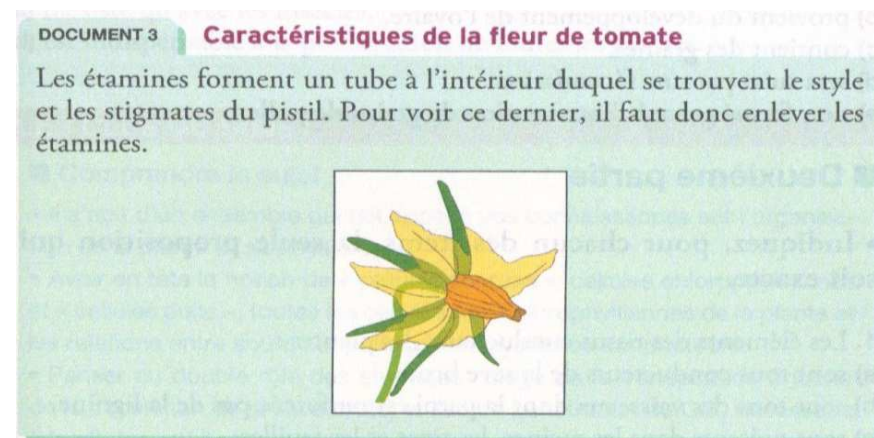 DOCUMENT 3 Caractéristiques de la fleur de tomate
Les étamines forment un tube à l'intérieur duquel se trouvent le style
et les stigmates du pistil. Pour voir ce dernier, il faut donc enlever les
étamines.